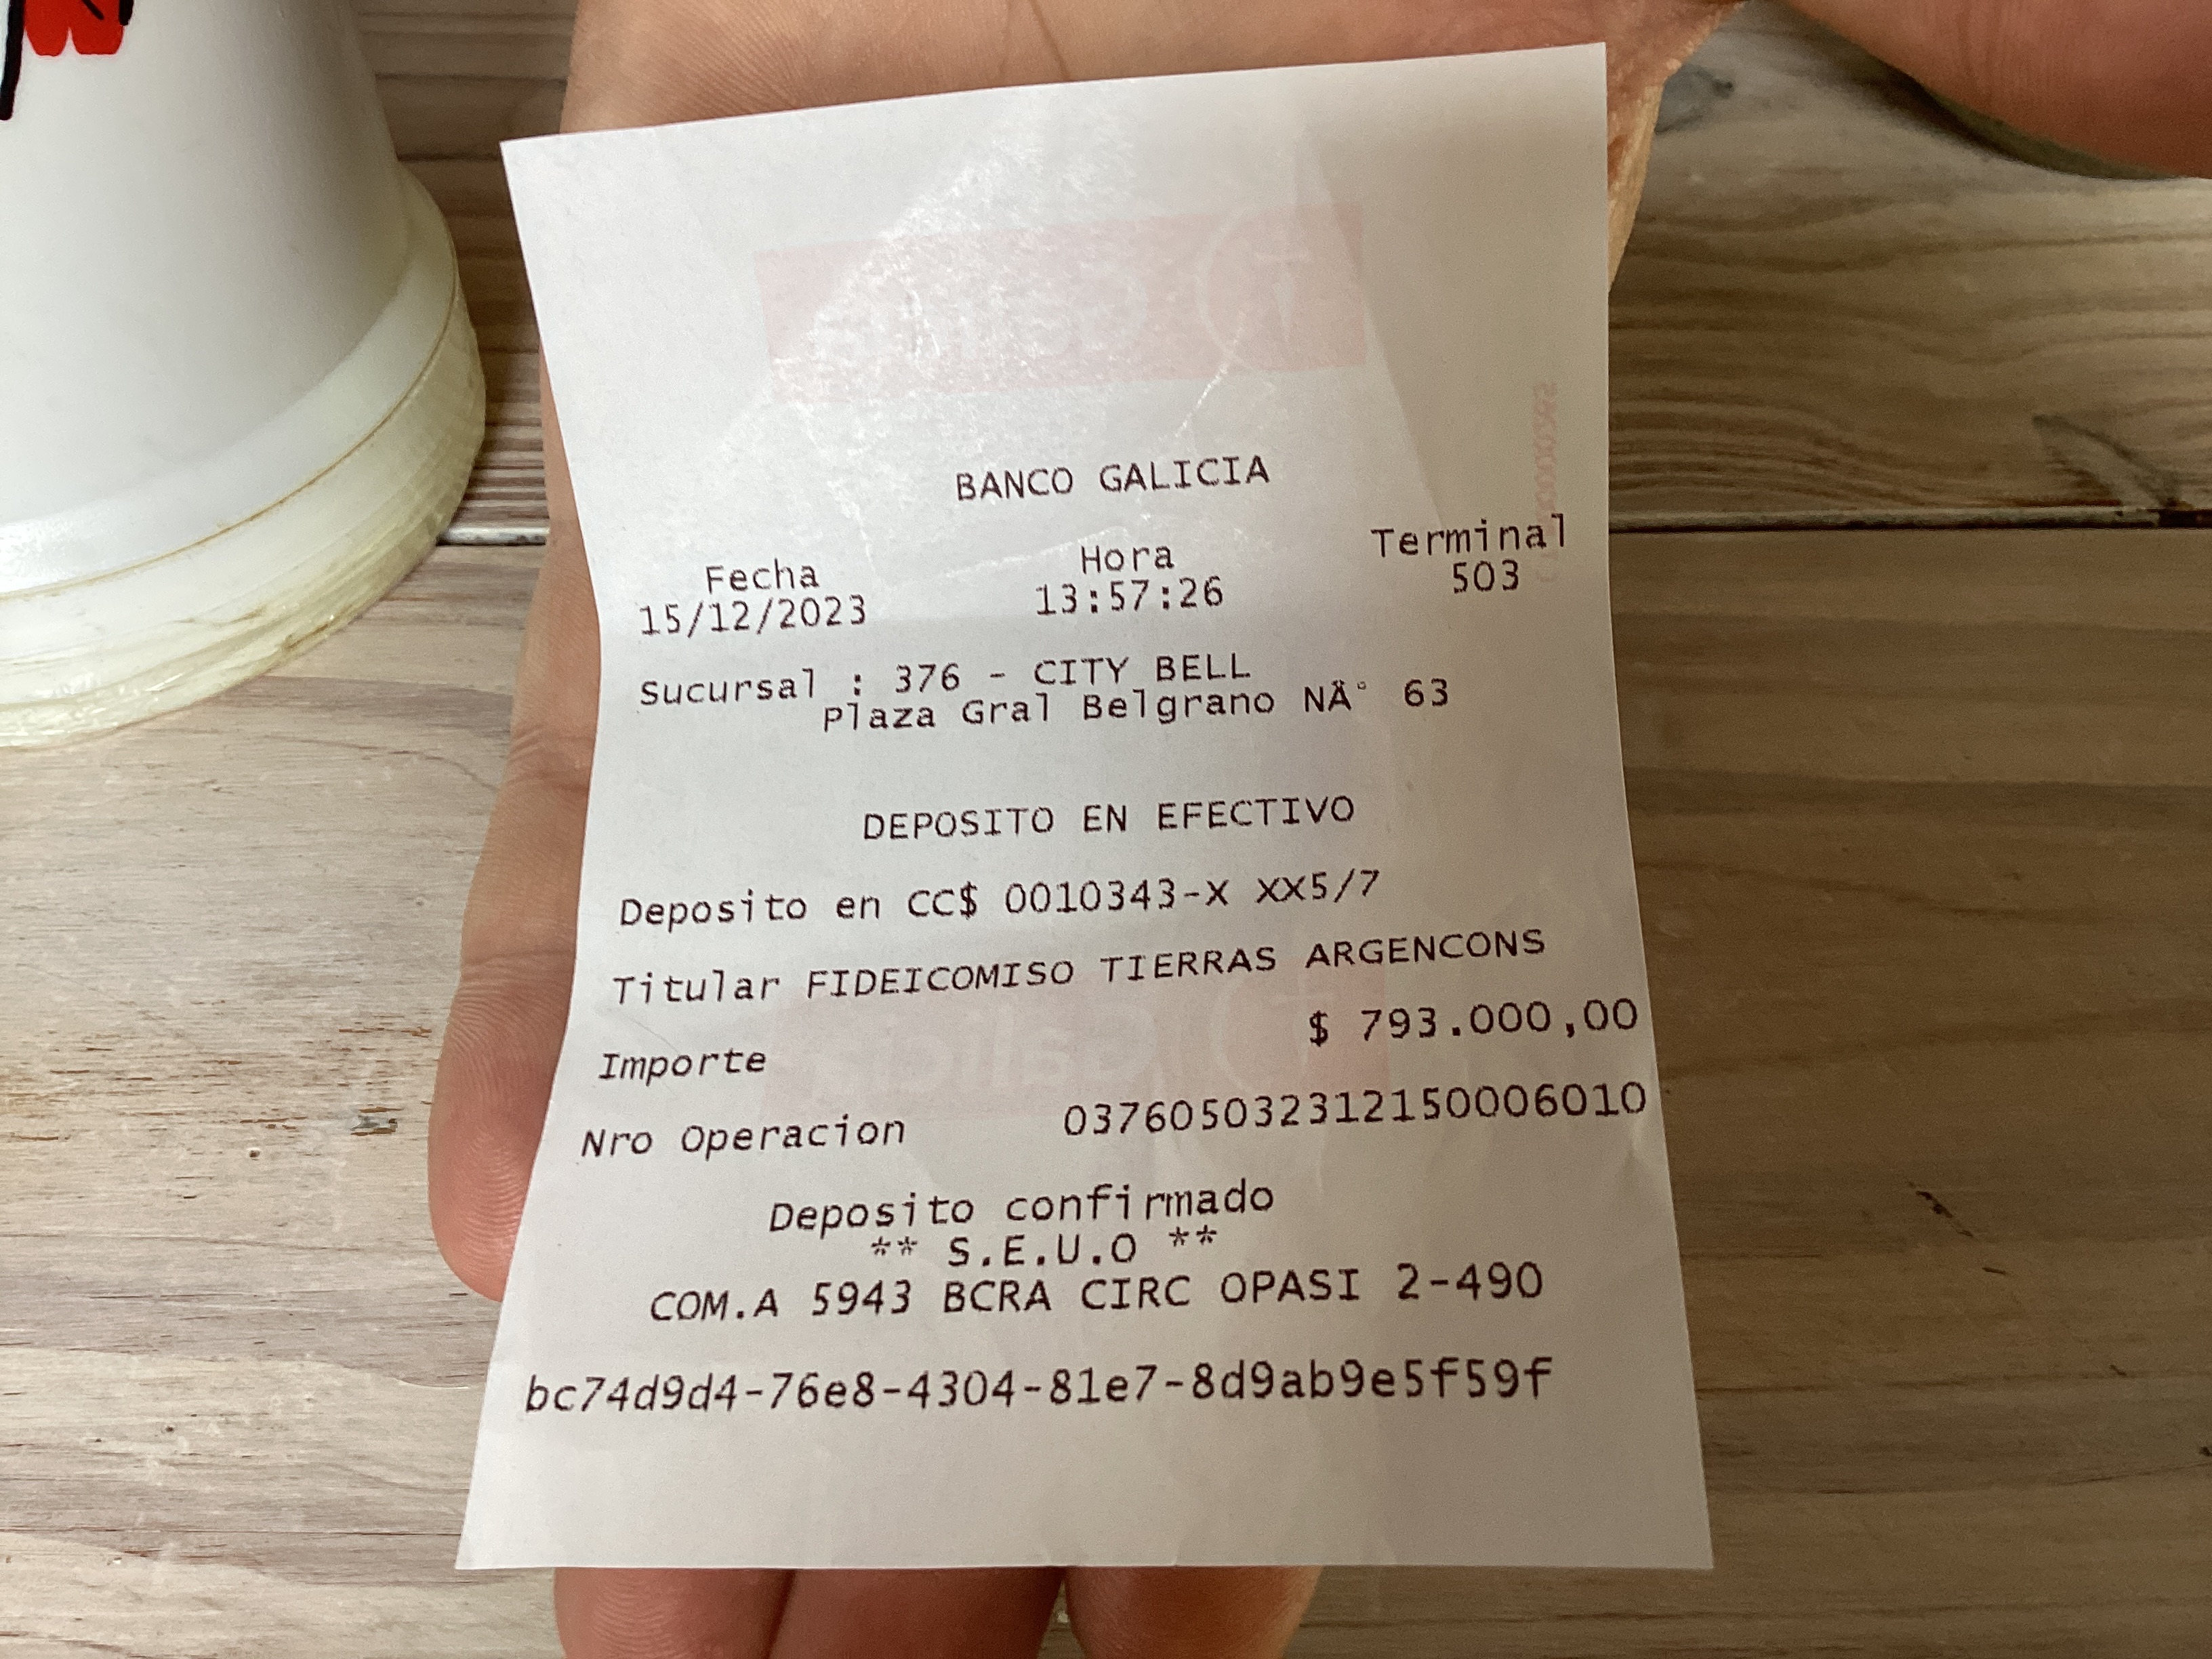 BANCO GALICIA
Fecha Hora Terminal
15/12/2023 13:57:26 503
Sucursal : 376 - CITY BELL
Plaza Gral Belgrano NÂ° 63
DEPOSITO EN EFECTIVO
Deposito en CC$ 0010343-X XX5/7
Titular FIDEICOMISO TIERRAS ARGENCONS
Importe $ 793.000,00
Nro Operacion 037605032312150006010
Deposito confirmado
** S.E.U.O **
COM.A 5943 BCRA CIRC OPASI 2-490
bc74d9d4-76e8-4304-81e7-8d9ab9e5f59f